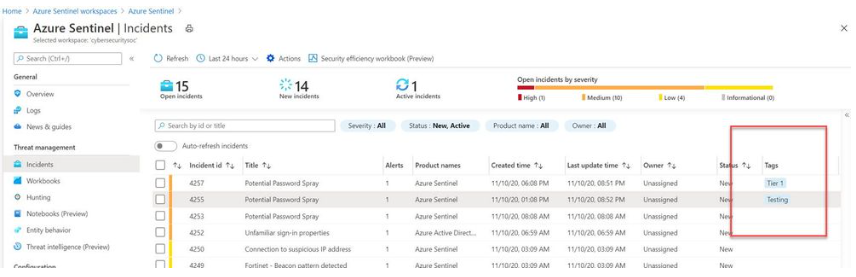 Home > Azure Sentinel workspaces > Azure Sentinel >
Azure Sentinel | Incidents
Selected workspace: 'cybersecuritysoc'
Search (Ctrl+/) «
Refresh Last 24 hours Actions Security efficiency workbook (Preview)
General
Overview
Logs
News & guides
Threat management
Incidents
Workbooks
Hunting
Notebooks (Preview)
Entity behavior
Threat intelligence (Preview)
Configuration
15 Open incidents
14 New incidents
1 Active incidents
Open incidents by severity
High (1) Medium (10) Low (4) Informational (0)
Search by id or title Severity : All Status : New, Active Product name : All Owner : All
Auto-refresh incidents
Incident id Title Alerts Product names Created time Last update time Owner Status Tags
4257 Potential Password Spray 1 Azure Sentinel 11/10/20, 06:08 PM 11/10/20, 08:51 PM Unassigned New Tier 1
4255 Potential Password Spray 1 Azure Sentinel 11/10/20, 01:08 PM 11/10/20, 08:52 PM Unassigned New Testing
4253 Potential Password Spray 1 Azure Sentinel 11/10/20, 08:08 AM 11/10/20, 08:08 AM Unassigned New
4252 Unfamiliar sign-in properties 1 Azure Active Direct... 11/10/20, 06:59 AM 11/10/20, 06:59 AM Unassigned New
4250 Connection to suspicious IP address 1 Azure Sentinel 11/10/20, 03:09 AM 11/10/20, 03:09 AM Unassigned New
4249 Fortinet - Beacon pattern detected 1 Azure Sentinel 11/10/20, 03:09 AM 11/10/20, 03:09 AM Unassigned New